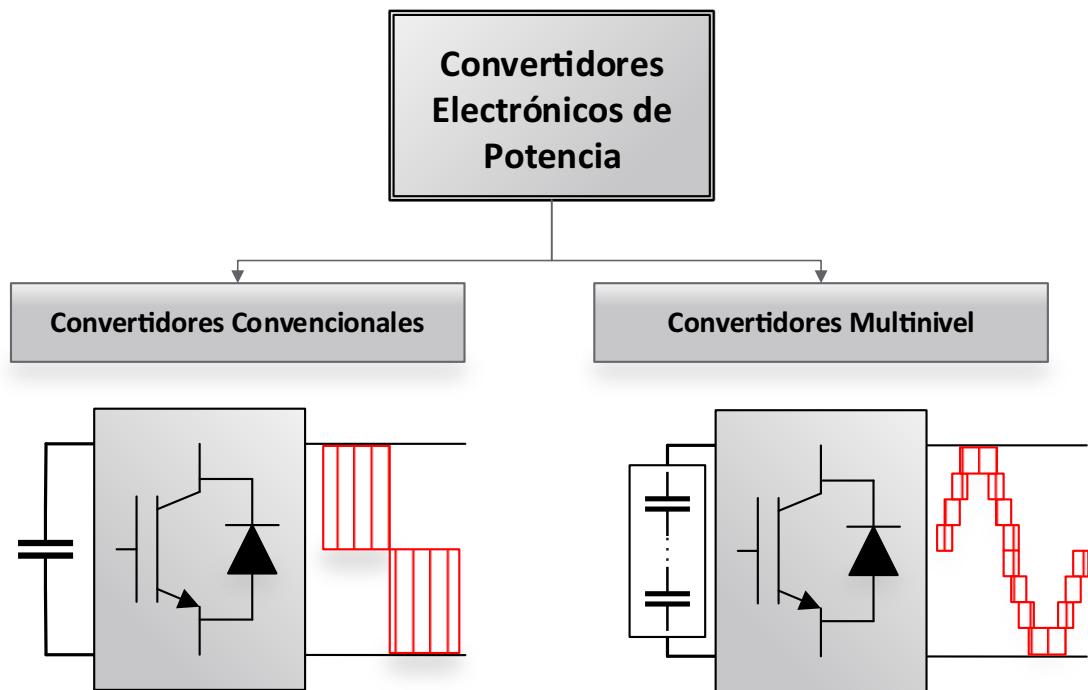 Convertidores
Electrónicos de
Potencia
Convertidores Convencionales
Convertidores Multinivel